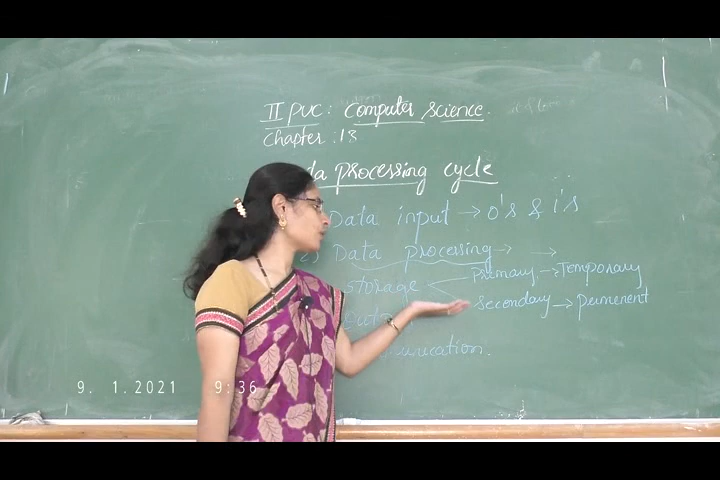 II PUC: Computer science.
Chapter :13
processing cycle
Data input → 0's & 1's
2) Data processing → →
storage primary → Temporary
secondary → permenent
9. 1.2021 9:36